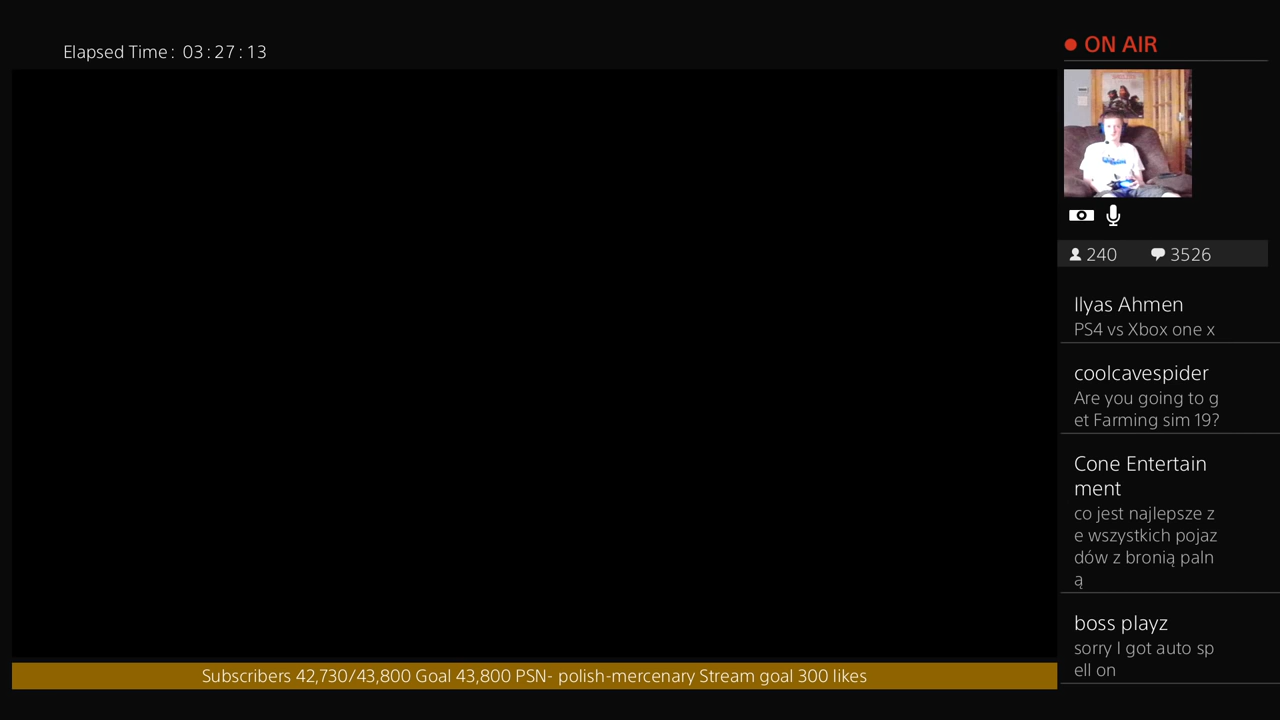 Elapsed Time: 03:27:13
ON AIR
240 3526
Ilyas Ahmen
PS4 vs Xbox one x
coolcavespider
Are you going to g
et Farming sim 19?
Cone Entertain
ment
co jest najlepsze z
e wszystkich pojaz
dów z bronią paln
ą
boss playz
sorry I got auto sp
ell on
Subscribers 42,730/43,800 Goal 43,800 PSN- polish-mercenary Stream goal 300 likes